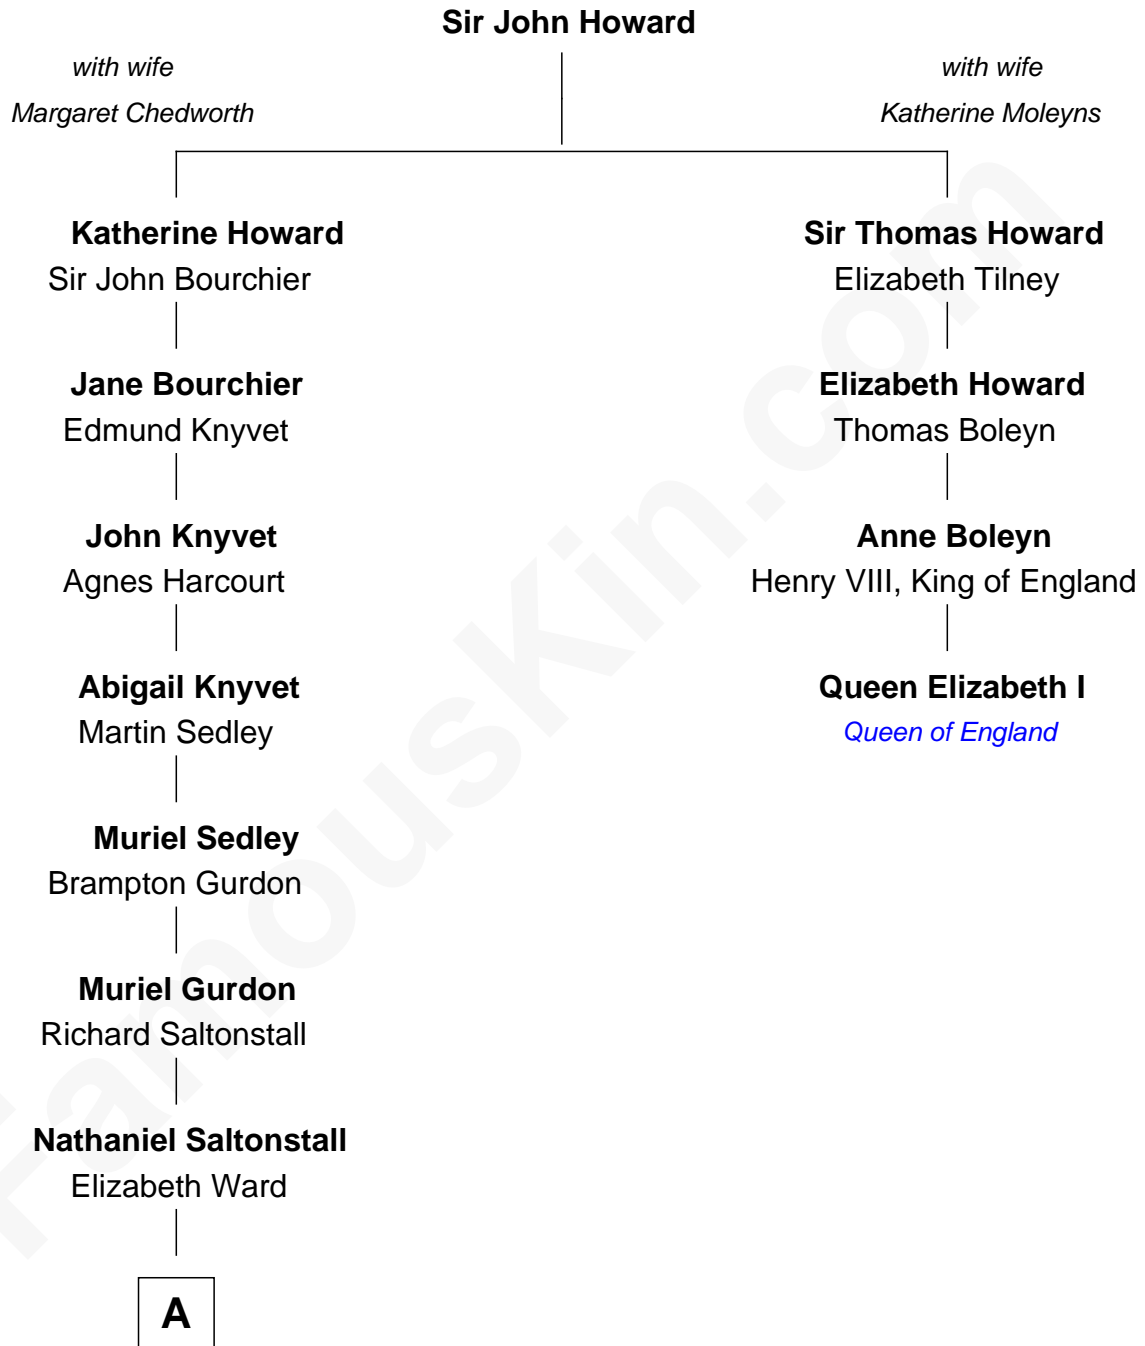 Sir John Howard
with wife
Margaret Chedworth
with wife
Katherine Moleyns
Katherine Howard
Sir John Bourchier
Sir Thomas Howard
Elizabeth Tilney
Jane Bourchier
Edmund Knyvet
Elizabeth Howard
Thomas Boleyn
John Knyvet
Agnes Harcourt
Anne Boleyn
Henry VIII, King of England
Abigail Knyvet
Martin Sedley
Queen Elizabeth I
Queen of England
Muriel Sedley
Brampton Gurdon
Muriel Gurdon
Richard Saltonstall
Nathaniel Saltonstall
Elizabeth Ward
A
FamousKin.com